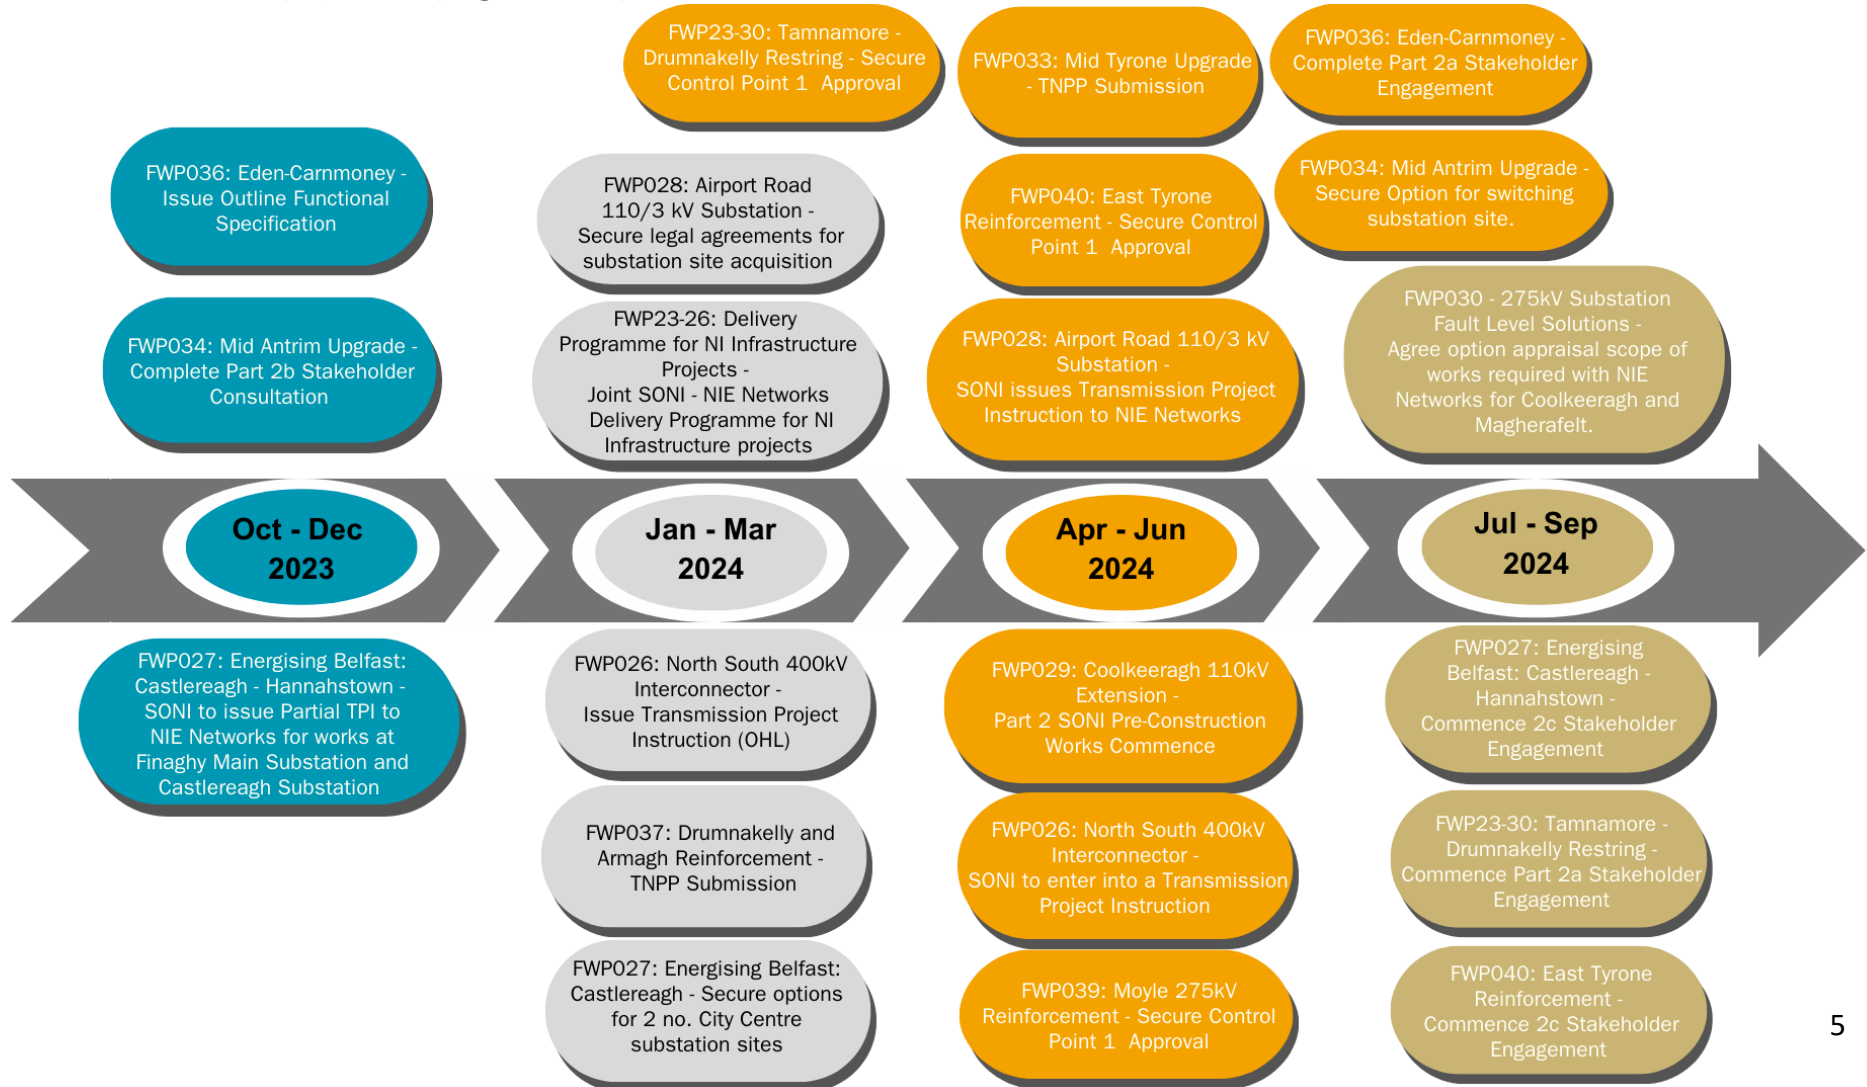 FWP23-30: Tamnamore -
Drumnakelly Restring - Secure
Control Point 1 Approval
FWP033: Mid Tyrone Upgrade
- TNPP Submission
FWP036: Eden-Carnmoney -
Complete Part 2a Stakeholder
Engagement
FWP036: Eden-Carnmoney -
Issue Outline Functional
Specification
FWP028: Airport Road
110/3 kV Substation -
Secure legal agreements for
substation site acquisition
FWP040: East Tyrone
Reinforcement - Secure Control
Point 1 Approval
FWP034: Mid Antrim Upgrade -
Secure Option for switching
substation site.
FWP034: Mid Antrim Upgrade -
Complete Part 2b Stakeholder
Consultation
FWP23-26: Delivery
Programme for NI Infrastructure
Projects -
Joint SONI - NIE Networks
Delivery Programme for NI
Infrastructure projects
FWP028: Airport Road 110/3 kV
Substation -
SONI issues Transmission Project
Instruction to NIE Networks
FWP030 - 275kV Substation
Fault Level Solutions -
Agree option appraisal scope of
works required with NIE
Networks for Coolkeeragh and
Magherafelt.
Oct - Dec
2023
Jan - Mar
2024
Apr - Jun
2024
Jul - Sep
2024
FWP027: Energising Belfast:
Castlereagh - Hannahstown -
SONI to issue Partial TPI to
NIE Networks for works at
Finaghy Main Substation and
Castlereagh Substation
FWP026: North South 400kV
Interconnector -
Issue Transmission Project
Instruction (OHL)
FWP029: Coolkeeragh 110kV
Extension -
Part 2 SONI Pre-Construction
Works Commence
FWP027: Energising
Belfast: Castlereagh -
Hannahstown -
Commence 2c Stakeholder
Engagement
FWP037: Drumnakelly and
Armagh Reinforcement -
TNPP Submission
FWP026: North South 400kV
Interconnector -
SONI to enter into a Transmission
Project Instruction
FWP23-30: Tamnamore -
Drumnakelly Restring -
Commence Part 2a Stakeholder
Engagement
FWP027: Energising Belfast:
Castlereagh - Secure options
for 2 no. City Centre
substation sites
FWP039: Moyle 275kV
Reinforcement - Secure Control
Point 1 Approval
FWP040: East Tyrone
Reinforcement -
Commence 2c Stakeholder
Engagement
5